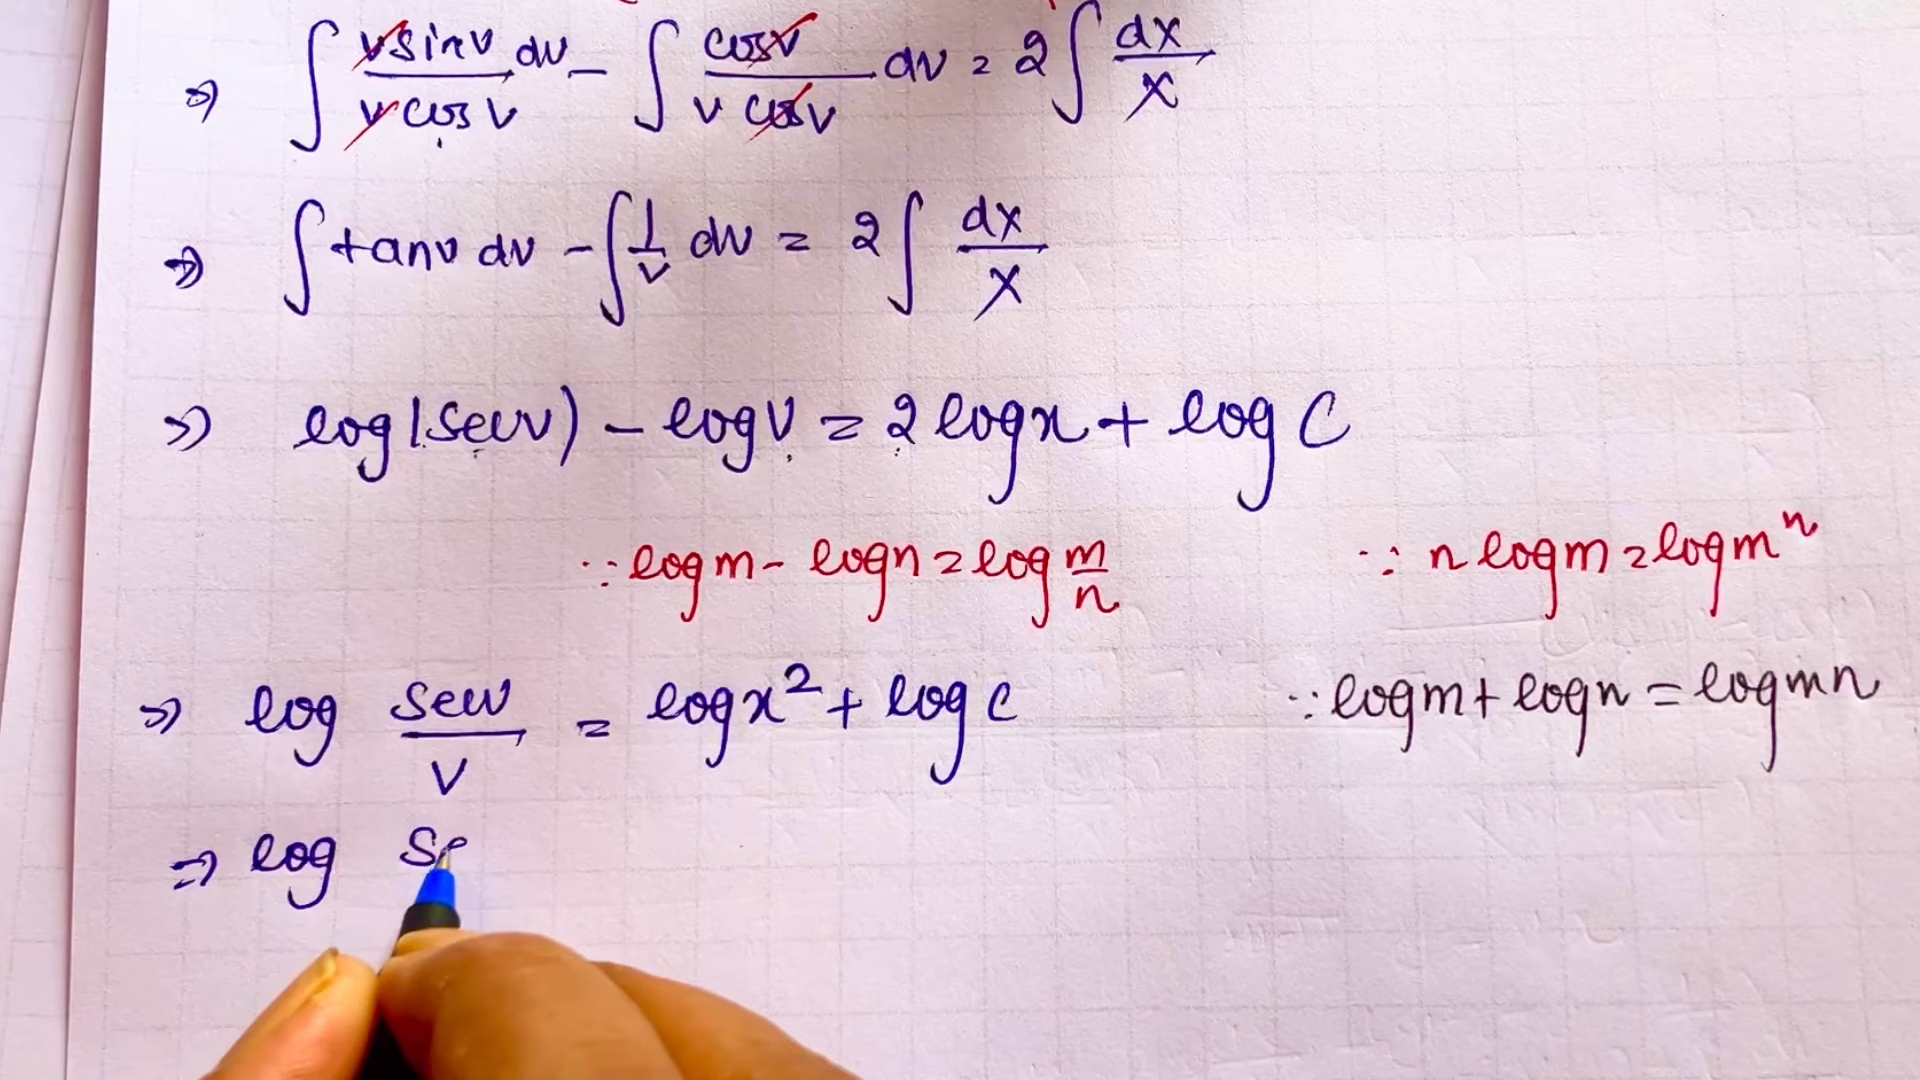 ⇒ ∫ v sin v / v cos v dv - ∫ cos v / v cos v dv = 2 ∫ dx / x
⇒ ∫ tan v dv - ∫ 1/v dv = 2 ∫ dx / x
⇒ log (sec v) - log v = 2 log x + log C
∵ log m - log n = log m/n
∵ n log m = log mⁿ
⇒ log sec v / v = log x² + log c
∵ log m + log n = log mn
⇒ log se